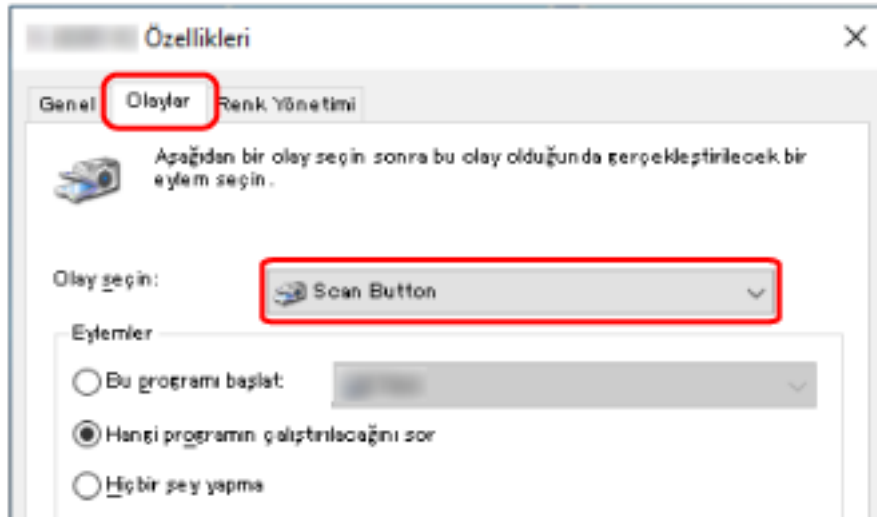 Özellikleri
Genel Olaylar Renk Yönetimi
Aşağıdan bir olay seçin sonra bu olay olduğunda gerçekleştirilecek bir
eylem seçin.
Olay seçin: Scan Button
Eylemler
Bu programı başlat:
Hangi programın çalıştırılacağını sor
Hiçbir şey yapma